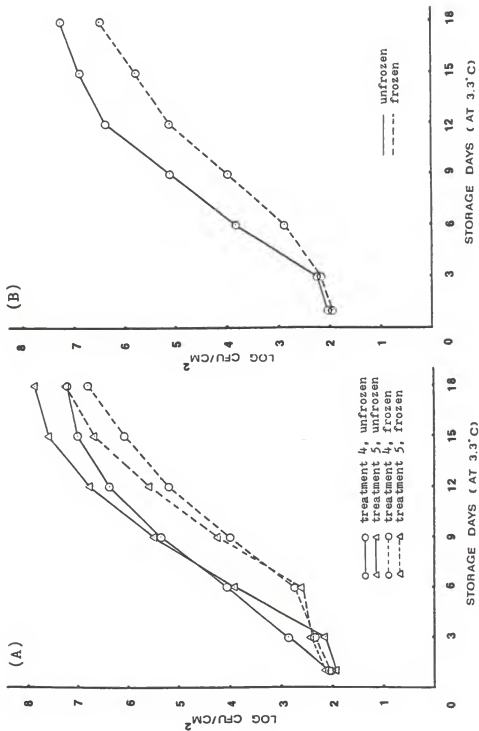 (A)
LOG CFU/CM²
8
7
6
5
4
3
2
1
0 3 6 9 12 15 18
STORAGE DAYS ( AT 3.3°C)
treatment 4, unfrozen
treatment 5, unfrozen
treatment 4, frozen
treatment 5, frozen
(B)
LOG CFU/CM²
8
7
6
5
4
3
2
1
0 3 6 9 12 15 18
STORAGE DAYS ( AT 3.3°C)
unfrozen
frozen